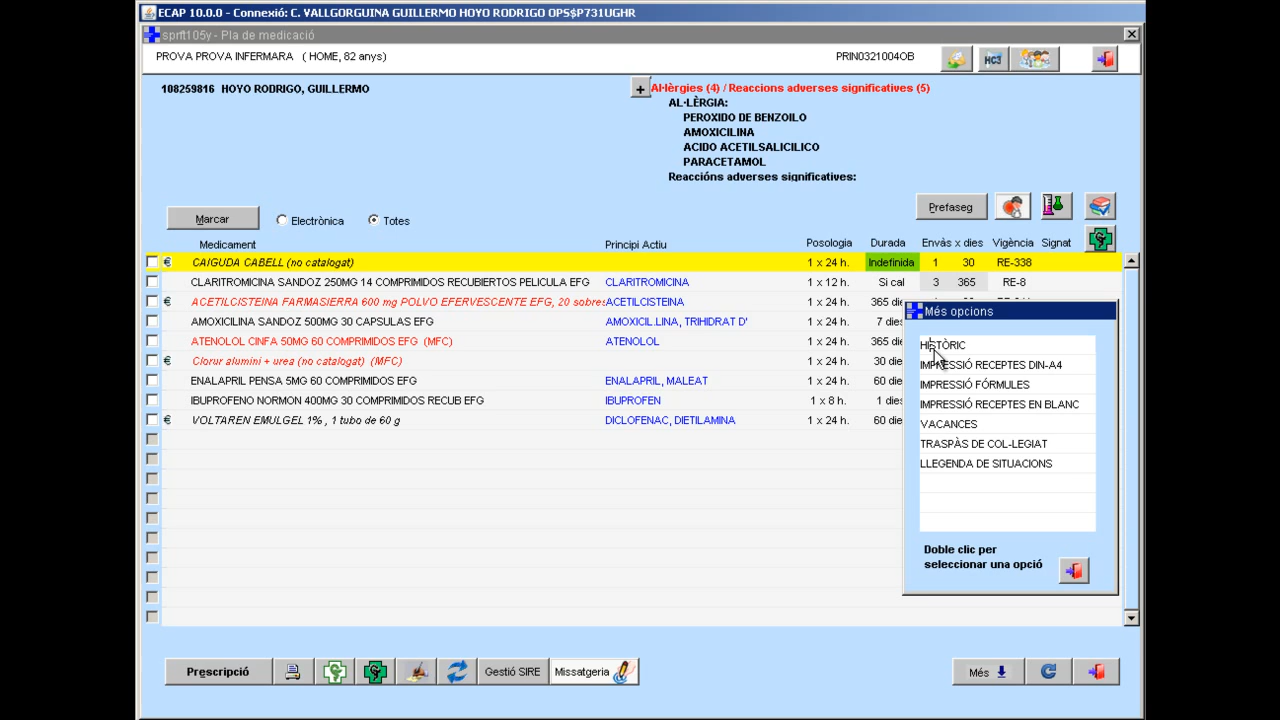 ECAP 10.0.0 - Connexió: C. VALLGORGUINA GUILLERMO HOYO RODRIGO OPS$P731UGHR
sprft105y - Pla de medicació
PROVA PROVA INFERMARA ( HOME, 82 anys)
PRIN0321004OB
HC3
108259816 HOYO RODRIGO, GUILLERMO
+ Al·lèrgies (4) / Reaccions adverses significatives (5)
AL·LÈRGIA:
PEROXIDO DE BENZOILO
AMOXICILINA
ACIDO ACETILSALICILICO
PARACETAMOL
Reaccións adverses significatives:
Marcar Electrònica Totes Prefaseg
Medicament Principi Actiu Posologia Durada Envàs x dies Vigència Signat
€ CAIGUDA CABELL (no catalogat) 1 x 24 h. Indefinida 1 30 RE-338
CLARITROMICINA SANDOZ 250MG 14 COMPRIMIDOS RECUBIERTOS PELICULA EFG CLARITROMICINA 1 x 12 h. Si cal 3 365 RE-8
€ ACETILCISTEINA FARMASIERRA 600 mg POLVO EFERVESCENTE EFG, 20 sobres ACETILCISTEINA 1 x 24 h. 365 dies
AMOXICILINA SANDOZ 500MG 30 CAPSULAS EFG AMOXICIL.LINA, TRIHIDRAT D' 1 x 24 h. 7 dies
ATENOLOL CINFA 50MG 60 COMPRIMIDOS EFG (MFC) ATENOLOL 1 x 24 h. 365 die
€ Clorur alumini + urea (no catalogat) (MFC) 1 x 24 h. 30 die
ENALAPRIL PENSA 5MG 60 COMPRIMIDOS EFG ENALAPRIL, MALEAT 1 x 24 h. 60 die
IBUPROFENO NORMON 400MG 30 COMPRIMIDOS RECUB EFG IBUPROFEN 1 x 8 h. 1 dies
€ VOLTAREN EMULGEL 1% , 1 tubo de 60 g DICLOFENAC, DIETILAMINA 1 x 24 h. 60 die
Més opcions
HISTÒRIC
IMPRESSIÓ RECEPTES DIN-A4
IMPRESSIÓ FÓRMULES
IMPRESSIÓ RECEPTES EN BLANC
VACANCES
TRASPÀS DE COL-LEGIAT
LLEGENDA DE SITUACIONS
Doble clic per
seleccionar una opció
Prescripció Gestió SIRE Missatgeria Més